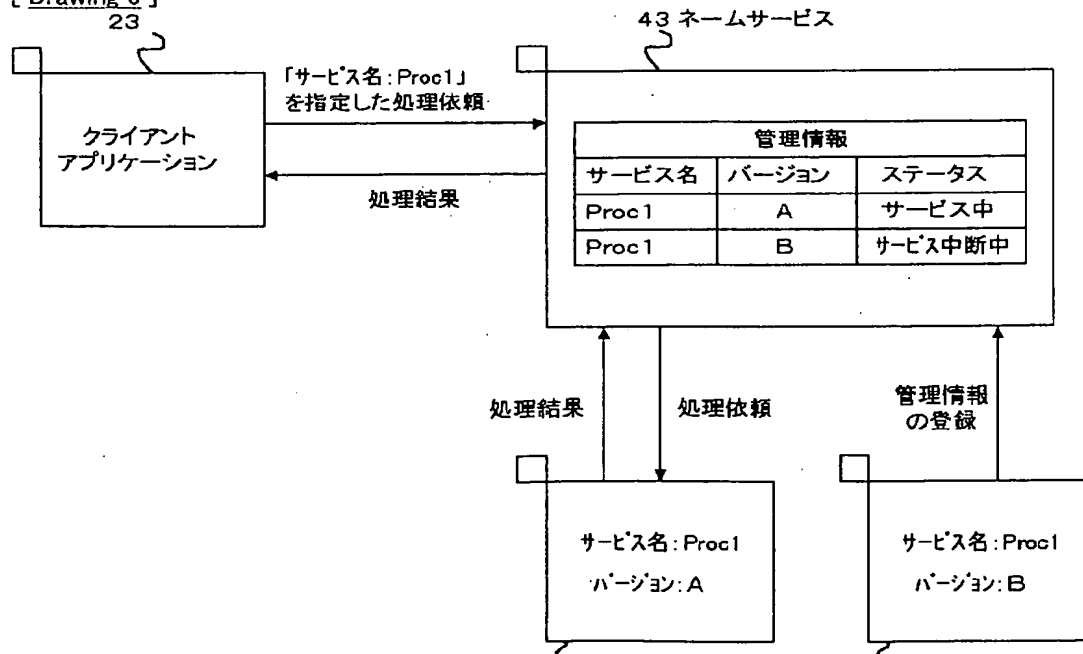 23
43 ネームサービス
「サービス名:Proc1」
を指定した処理依頼
クライアント
アプリケーション
処理結果
管理情報
サービス名 バージョン ステータス
Proc1 A サービス中
Proc1 B サービス中断中
処理結果
処理依頼
管理情報
の登録
サービス名:Proc1
バージョン:A
サービス名:Proc1
バージョン:B